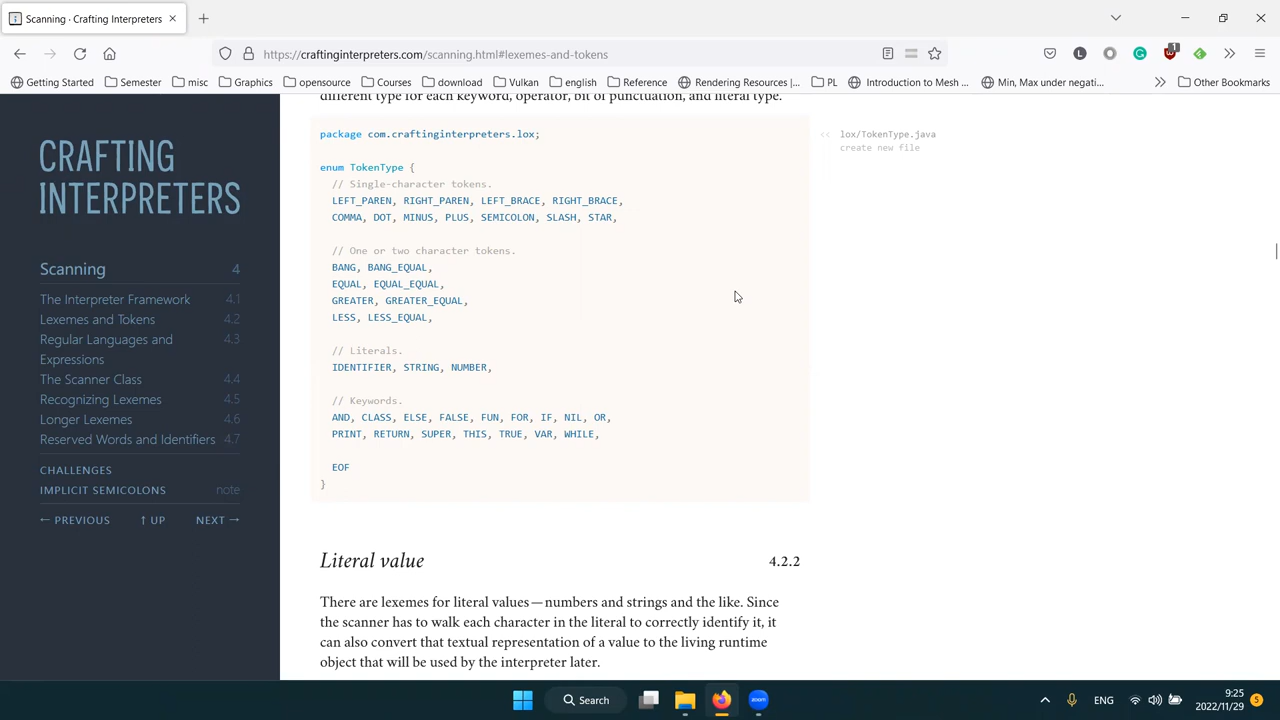 Scanning · Crafting Interpreters
https://craftinginterpreters.com/scanning.html#lexemes-and-tokens
L
1
Getting Started Semester misc Graphics opensource Courses download Vulkan english Reference Rendering Resources |... PL Introduction to Mesh ... Min, Max under negati... Other Bookmarks
CRAFTING
INTERPRETERS
Scanning 4
The Interpreter Framework 4.1
Lexemes and Tokens 4.2
Regular Languages and
Expressions 4.3
The Scanner Class 4.4
Recognizing Lexemes 4.5
Longer Lexemes 4.6
Reserved Words and Identifiers 4.7
CHALLENGES
IMPLICIT SEMICOLONS note
← PREVIOUS ↑ UP NEXT →
different type for each keyword, operator, bit of punctuation, and literal type.
package com.craftinginterpreters.lox;
enum TokenType {
// Single-character tokens.
LEFT_PAREN, RIGHT_PAREN, LEFT_BRACE, RIGHT_BRACE,
COMMA, DOT, MINUS, PLUS, SEMICOLON, SLASH, STAR,
// One or two character tokens.
BANG, BANG_EQUAL,
EQUAL, EQUAL_EQUAL,
GREATER, GREATER_EQUAL,
LESS, LESS_EQUAL,
// Literals.
IDENTIFIER, STRING, NUMBER,
// Keywords.
AND, CLASS, ELSE, FALSE, FUN, FOR, IF, NIL, OR,
PRINT, RETURN, SUPER, THIS, TRUE, VAR, WHILE,
EOF
}
<< lox/TokenType.java
create new file
Literal value 4.2.2
There are lexemes for literal values—numbers and strings and the like. Since
the scanner has to walk each character in the literal to correctly identify it, it
can also convert that textual representation of a value to the living runtime
object that will be used by the interpreter later.
Search
zoom
ENG
9:25
2022/11/29
5